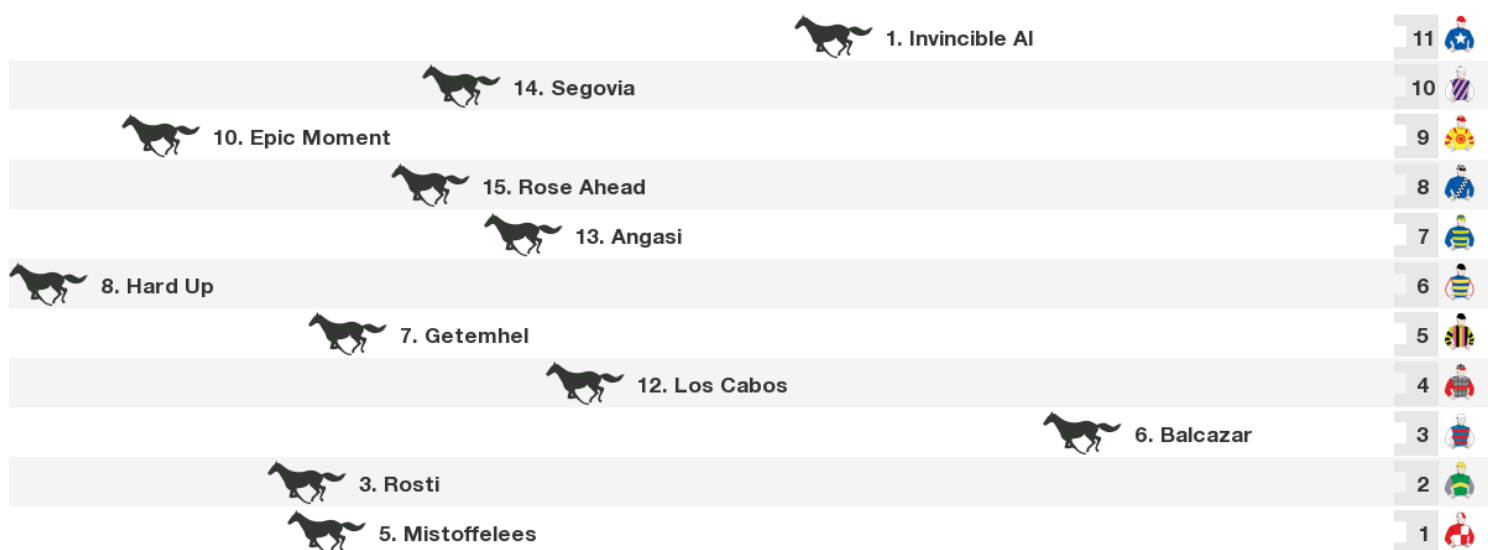 1. Invincible Al 11
14. Segovia 10
10. Epic Moment 9
15. Rose Ahead 8
13. Angasi 7
8. Hard Up 6
7. Getemhel 5
12. Los Cabos 4
6. Balcazar 3
3. Rosti 2
5. Mistoffelees 1